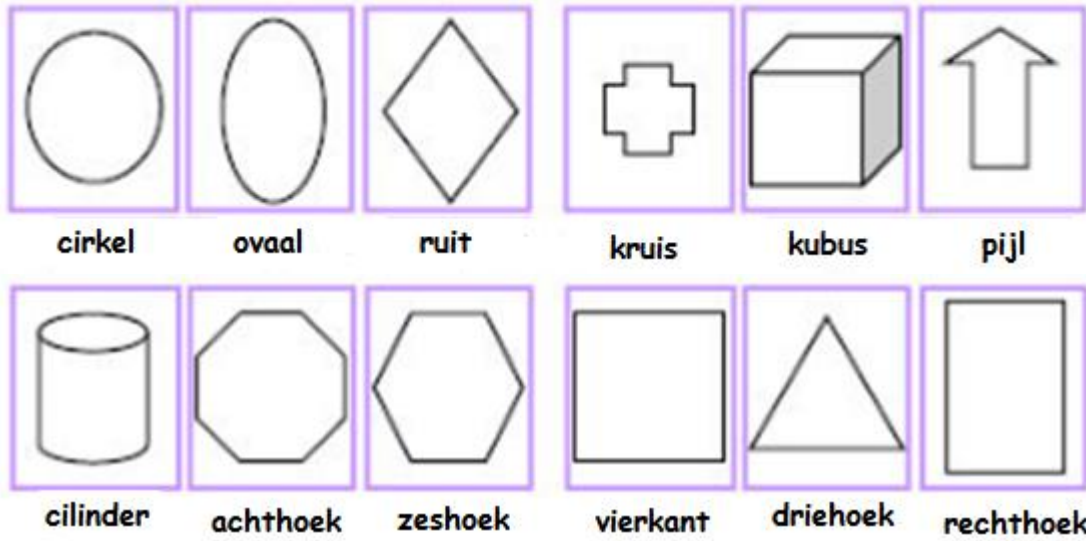 cirkel ovaal ruit kruis kubus pijl
cilinder achthoek zeshoek vierkant driehoek rechthoek